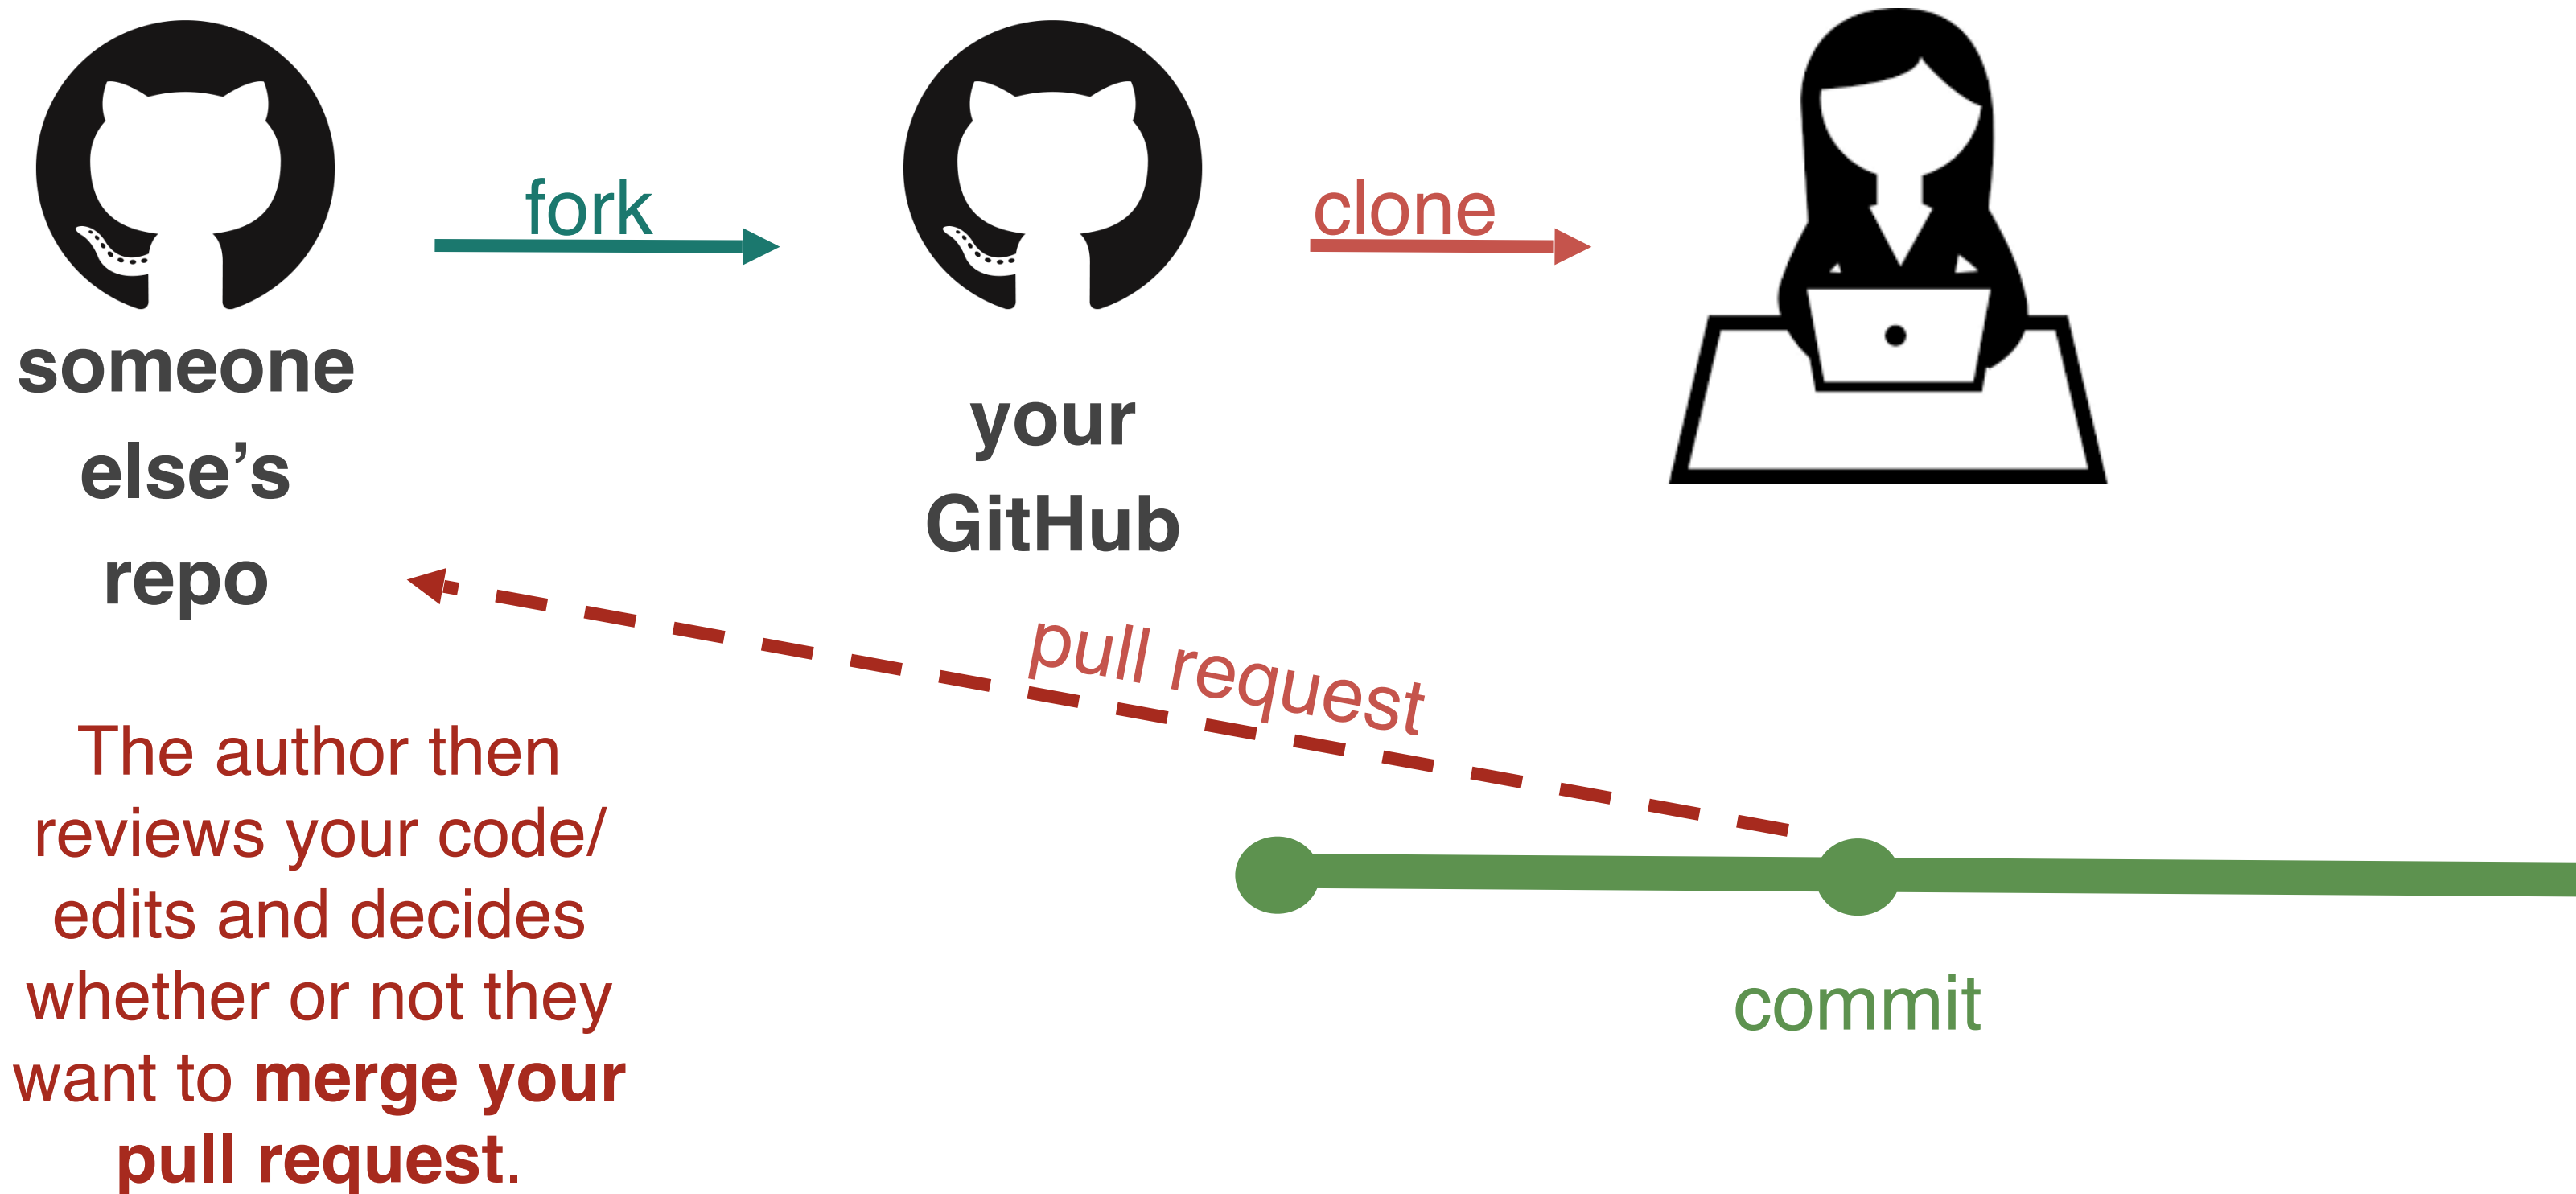 fork
clone
someone
else’s
repo
your
GitHub
pull request
The author then
reviews your code/
edits and decides
whether or not they
want to merge your
pull request.
commit